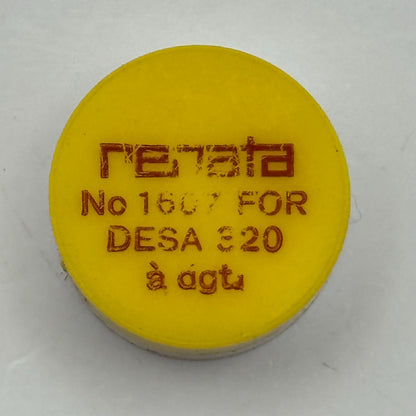 renata
No 1607 FOR
DESA 320
à agt.